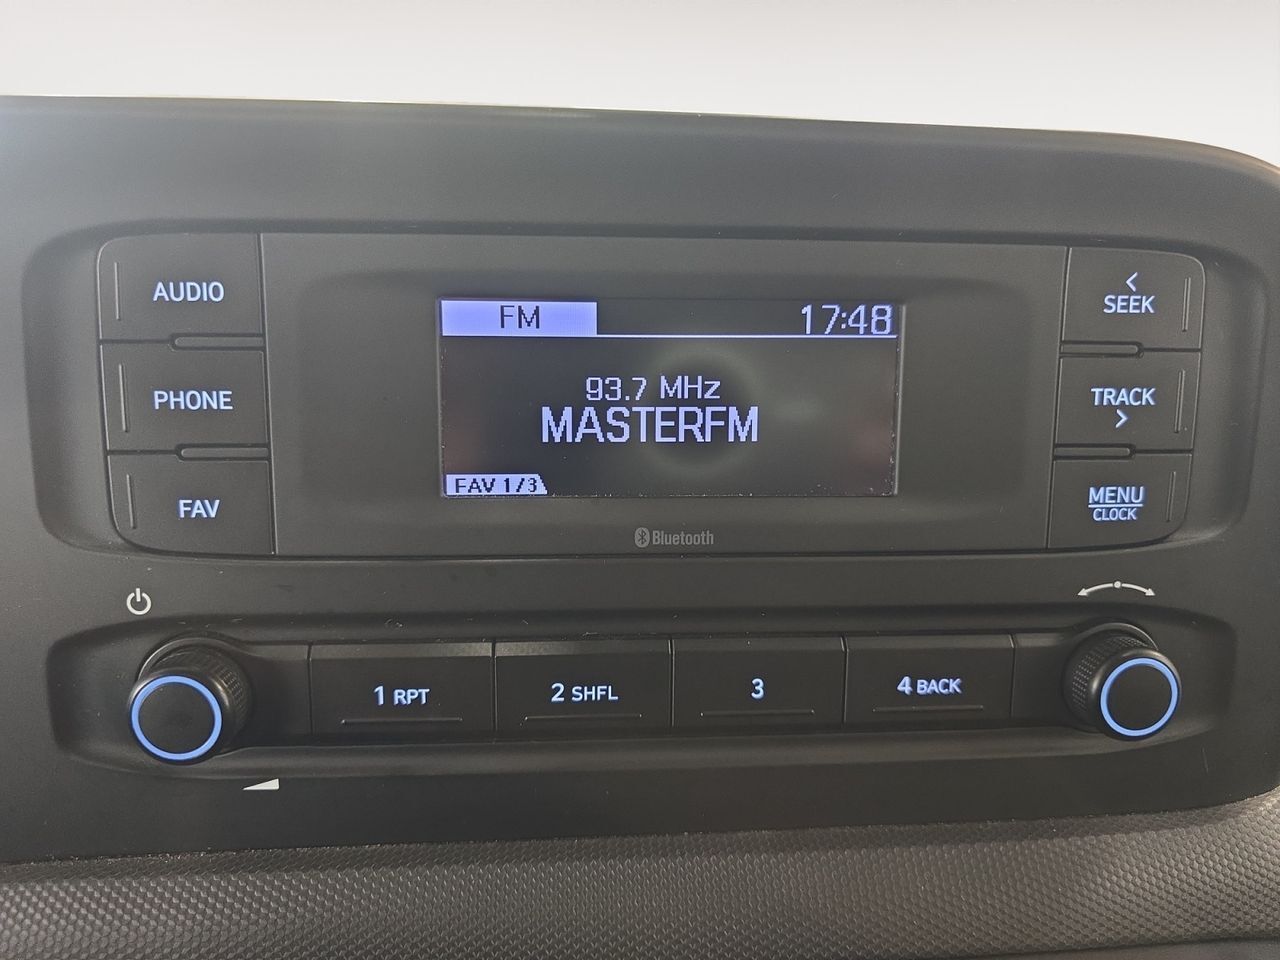 AUDIO
PHONE
FAV
FM 17:48
93.7 MHz
MASTERFM
FAV 1/3
Bluetooth
< SEEK
TRACK >
MENU
CLOCK
1 RPT
2 SHFL
3
4 BACK